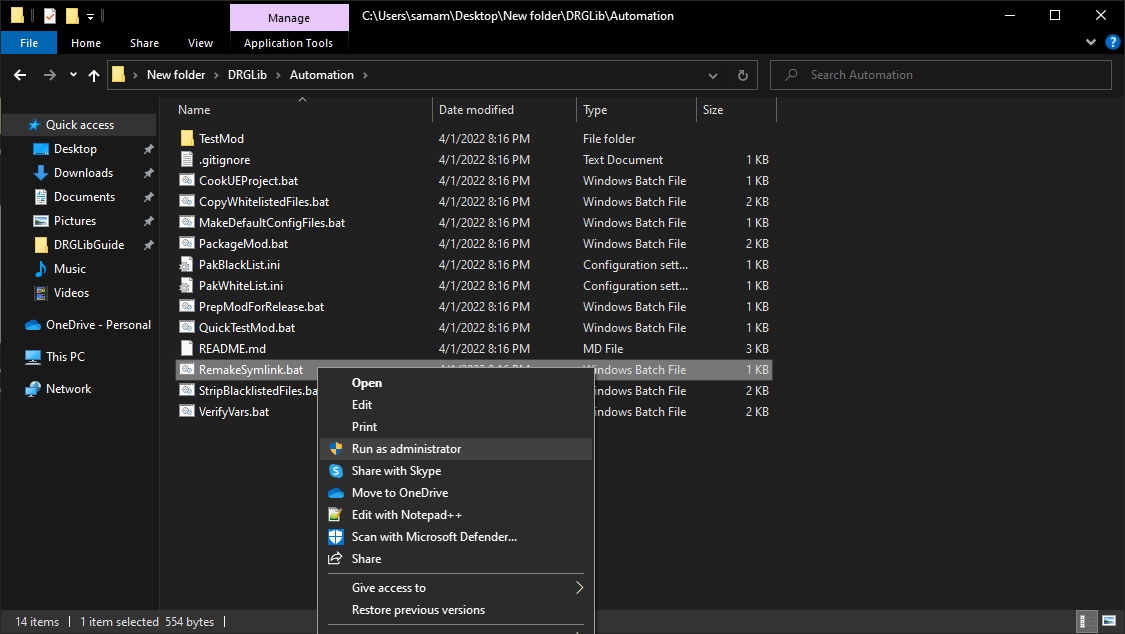 Manage
C:\Users\samam\Desktop\New folder\DRGLib\Automation
File Home Share View Application Tools
New folder DRGLib Automation
Search Automation
Quick access
Desktop
Downloads
Documents
Pictures
DRGLibGuide
Music
Videos
OneDrive - Personal
This PC
Network
Name Date modified Type Size
TestMod 4/1/2022 8:16 PM File folder
.gitignore 4/1/2022 8:16 PM Text Document 1 KB
CookUEProject.bat 4/1/2022 8:16 PM Windows Batch File 1 KB
CopyWhitelistedFiles.bat 4/1/2022 8:16 PM Windows Batch File 2 KB
MakeDefaultConfigFiles.bat 4/1/2022 8:16 PM Windows Batch File 1 KB
PackageMod.bat 4/1/2022 8:16 PM Windows Batch File 2 KB
PakBlackList.ini 4/1/2022 8:16 PM Configuration sett... 1 KB
PakWhiteList.ini 4/1/2022 8:16 PM Configuration sett... 1 KB
PrepModForRelease.bat 4/1/2022 8:16 PM Windows Batch File 1 KB
QuickTestMod.bat 4/1/2022 8:16 PM Windows Batch File 1 KB
README.md 4/1/2022 8:16 PM MD File 3 KB
RemakeSymlink.bat 4/1/2022 8:16 PM indows Batch File 1 KB
StripBlacklistedFiles.ba indows Batch File 2 KB
VerifyVars.bat indows Batch File 2 KB
Open
Edit
Print
Run as administrator
Share with Skype
Move to OneDrive
Edit with Notepad++
Scan with Microsoft Defender...
Share
Give access to
Restore previous versions
14 items 1 item selected 554 bytes